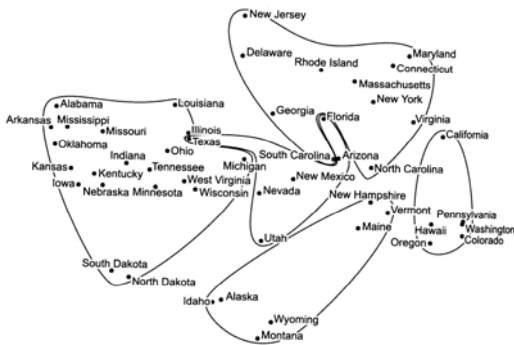 New Jersey
Delaware
Maryland
Rhode Island
Connecticut
Massachusetts
New York
Georgia
Florida
Virginia
Alabama
Louisiana
Arkansas
Mississippi
Missouri
Illinois
Texas
California
Oklahoma
Ohio
Indiana
Michigan
South Carolina
Arizona
North Carolina
Kansas
Kentucky
Tennessee
New Mexico
Iowa
Nebraska
Minnesota
West Virginia
Wisconsin
Nevada
New Hampshire
Vermont
Pennsylvania
Maine
Hawaii
Washington
Utah
Oregon
Colorado
South Dakota
North Dakota
Idaho
Alaska
Wyoming
Montana